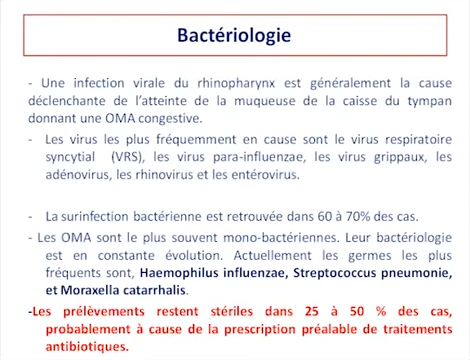 Bactériologie
- Une infection virale du rhinopharynx est généralement la cause
déclenchante de l'atteinte de la muqueuse de la caisse du tympan
donnant une OMA congestive.
- Les virus les plus fréquemment en cause sont le virus respiratoire
syncytial (VRS), les virus para-influenzae, les virus grippaux, les
adénovirus, les rhinovirus et les entérovirus.
- La surinfection bactérienne est retrouvée dans 60 à 70% des cas.
- Les OMA sont le plus souvent mono-bactériennes. Leur bactériologie
est en constante évolution. Actuellement les germes les plus
fréquents sont, Haemophilus influenzae, Streptococcus pneumonie,
et Moraxella catarrhalis.
-Les prélèvements restent stériles dans 25 à 50 % des cas,
probablement à cause de la prescription préalable de traitements
antibiotiques.